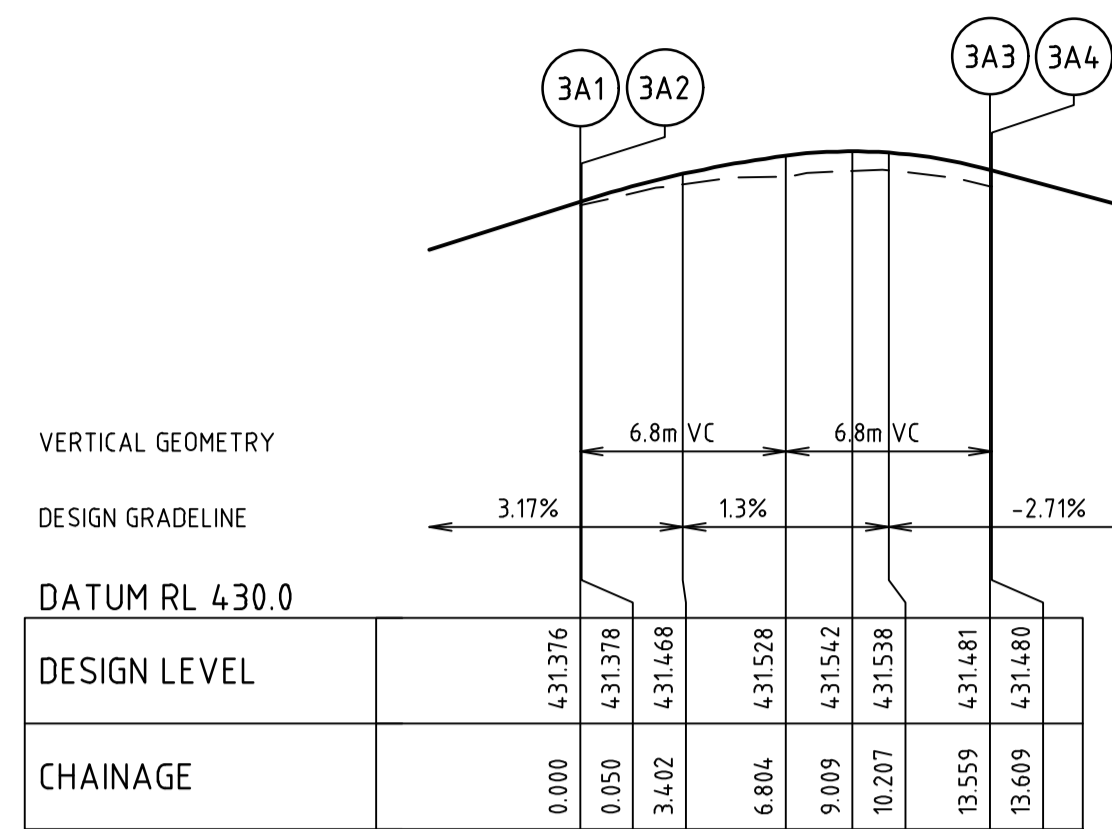 3A1 3A2 3A3 3A4
VERTICAL GEOMETRY 6.8m VC 6.8m VC
DESIGN GRADELINE 3.17% 1.3% -2.71%
DATUM RL 430.0
DESIGN LEVEL 431.376 431.378 431.468 431.528 431.542 431.538 431.481 431.480
CHAINAGE 0.000 0.050 3.402 6.804 9.009 10.207 13.559 13.609